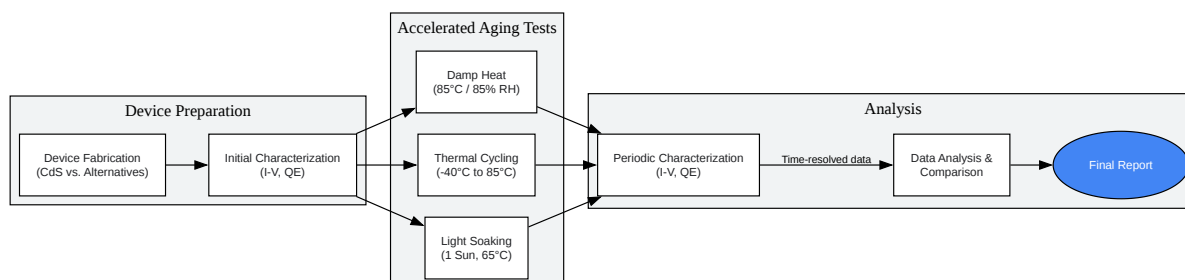 Device Preparation
Device Fabrication
(CdS vs. Alternatives)
Initial Characterization
(I-V, QE)
Accelerated Aging Tests
Damp Heat
(85°C / 85% RH)
Thermal Cycling
(-40°C to 85°C)
Light Soaking
(1 Sun, 65°C)
Analysis
Periodic Characterization
(I-V, QE)
Time-resolved data
Data Analysis &
Comparison
Final Report